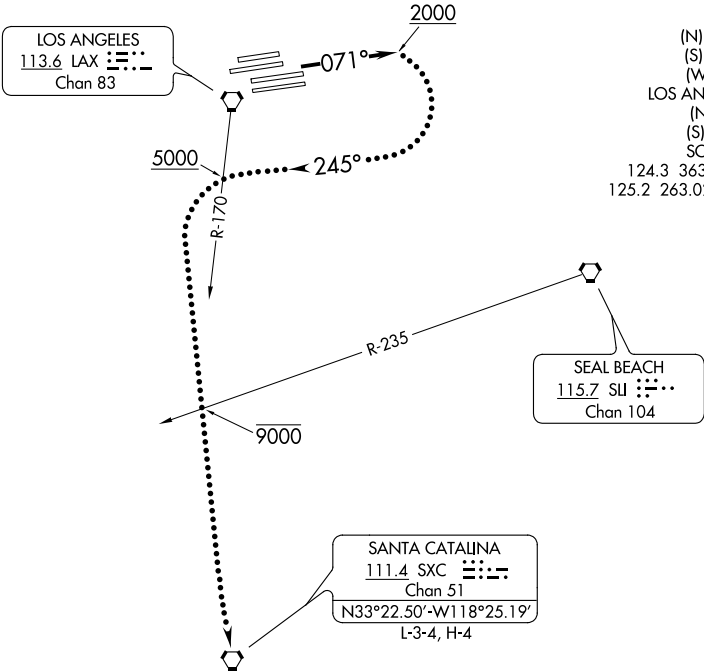 LOS ANGELES
113.6 LAX
Chan 83
2000
071°
(N)
(S)
(W
LOS AN
(N
(S)
SO
124.3 363
125.2 263.0
5000
245°
R-170
R-235
SEAL BEACH
115.7 SLI
Chan 104
9000
SANTA CATALINA
111.4 SXC
Chan 51
N33°22.50'-W118°25.19'
L-3-4, H-4